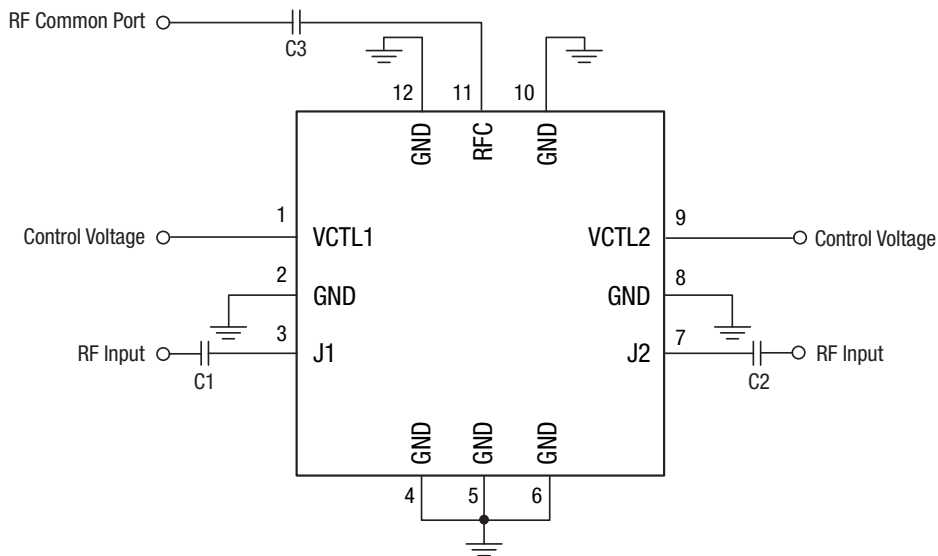 RF Common Port
C3
12
11
10
GND
RFC
GND
1
9
Control Voltage
VCTL1
VCTL2
Control Voltage
2
8
GND
GND
3
7
RF Input
J1
J2
RF Input
C1
C2
GND
GND
GND
4
5
6